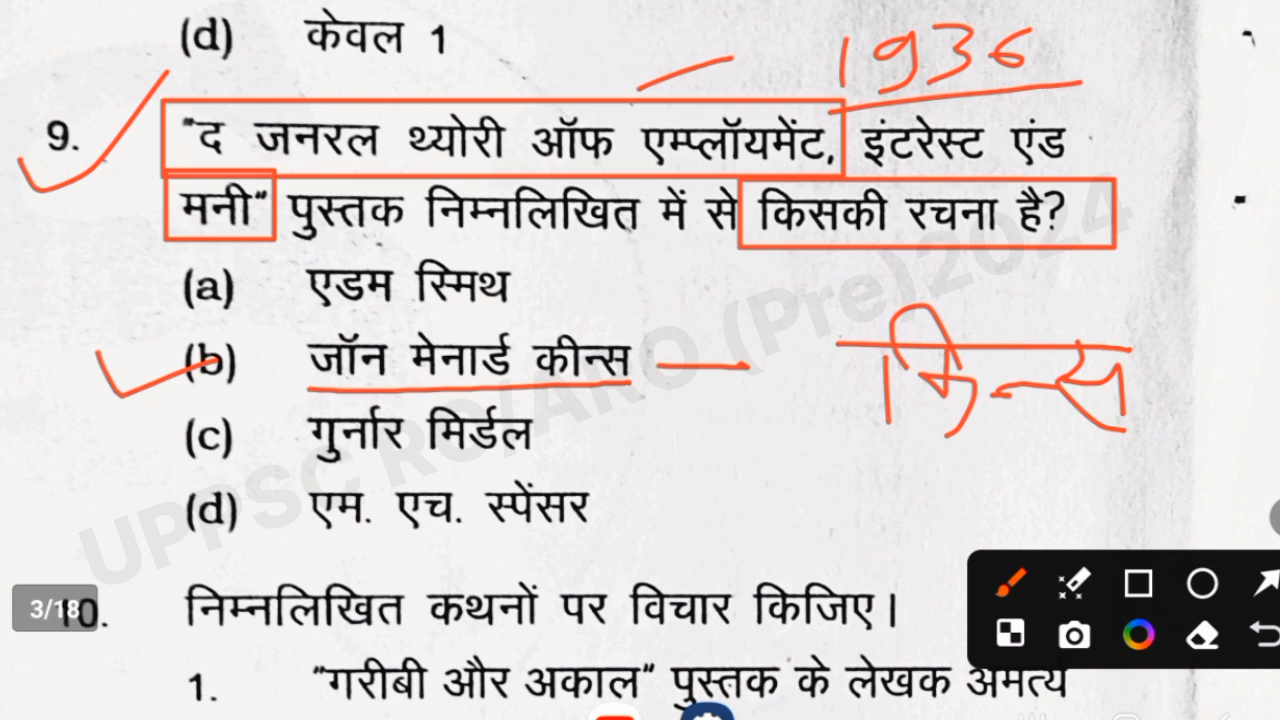 (d) केवल 1
1936
9. "द जनरल थ्योरी ऑफ एम्प्लॉयमेंट, इंटरेस्ट एंड
मनी" पुस्तक निम्नलिखित में से किसकी रचना है?
(a) एडम स्मिथ
(b) जॉन मेनार्ड कीन्स
किन्स
(c) गुर्नार मिर्डल
(d) एम. एच. स्पेंसर
UPPSC RO/ARO (Pre)2024
3/18
10. निम्नलिखित कथनों पर विचार किजिए।
1. "गरीबी और अकाल" पुस्तक के लेखक अमर्त्य